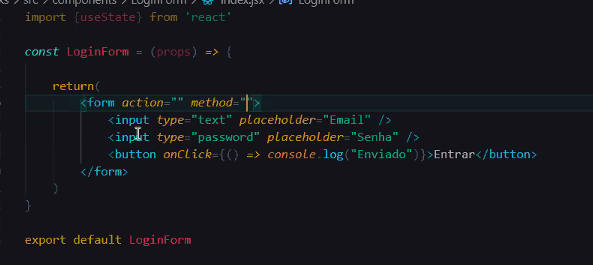 ks / src / components / LoginForm / index.jsx / LoginForm
import {useState} from 'react'
const LoginForm = (props) => {
return(
<form action="" method="">
<input type="text" placeholder="Email" />
<input type="password" placeholder="Senha" />
<button onClick={() => console.log("Enviado")}>Entrar</button>
</form>
)
}
export default LoginForm